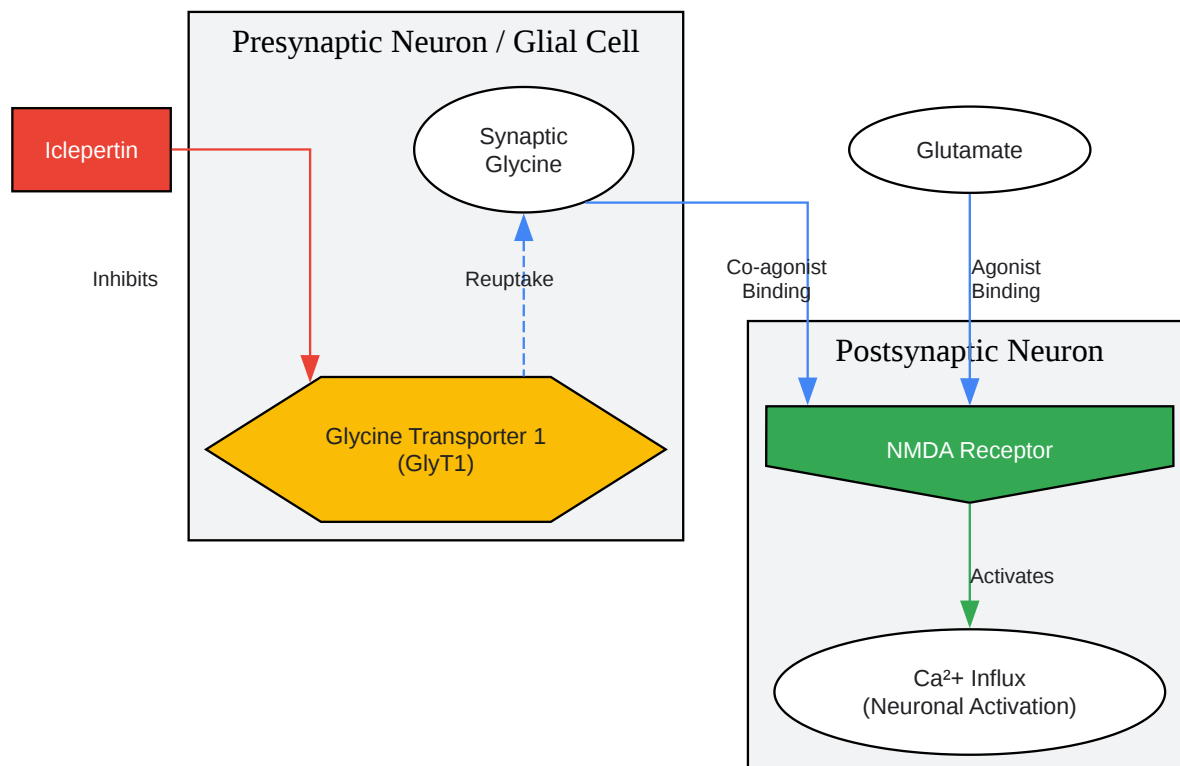 Presynaptic Neuron / Glial Cell
Iclepertin
Synaptic
Glycine
Glutamate
Inhibits
Reuptake
Co-agonist
Binding
Agonist
Binding
Postsynaptic Neuron
Glycine Transporter 1
(GlyT1)
NMDA Receptor
Activates
Ca²+ Influx
(Neuronal Activation)